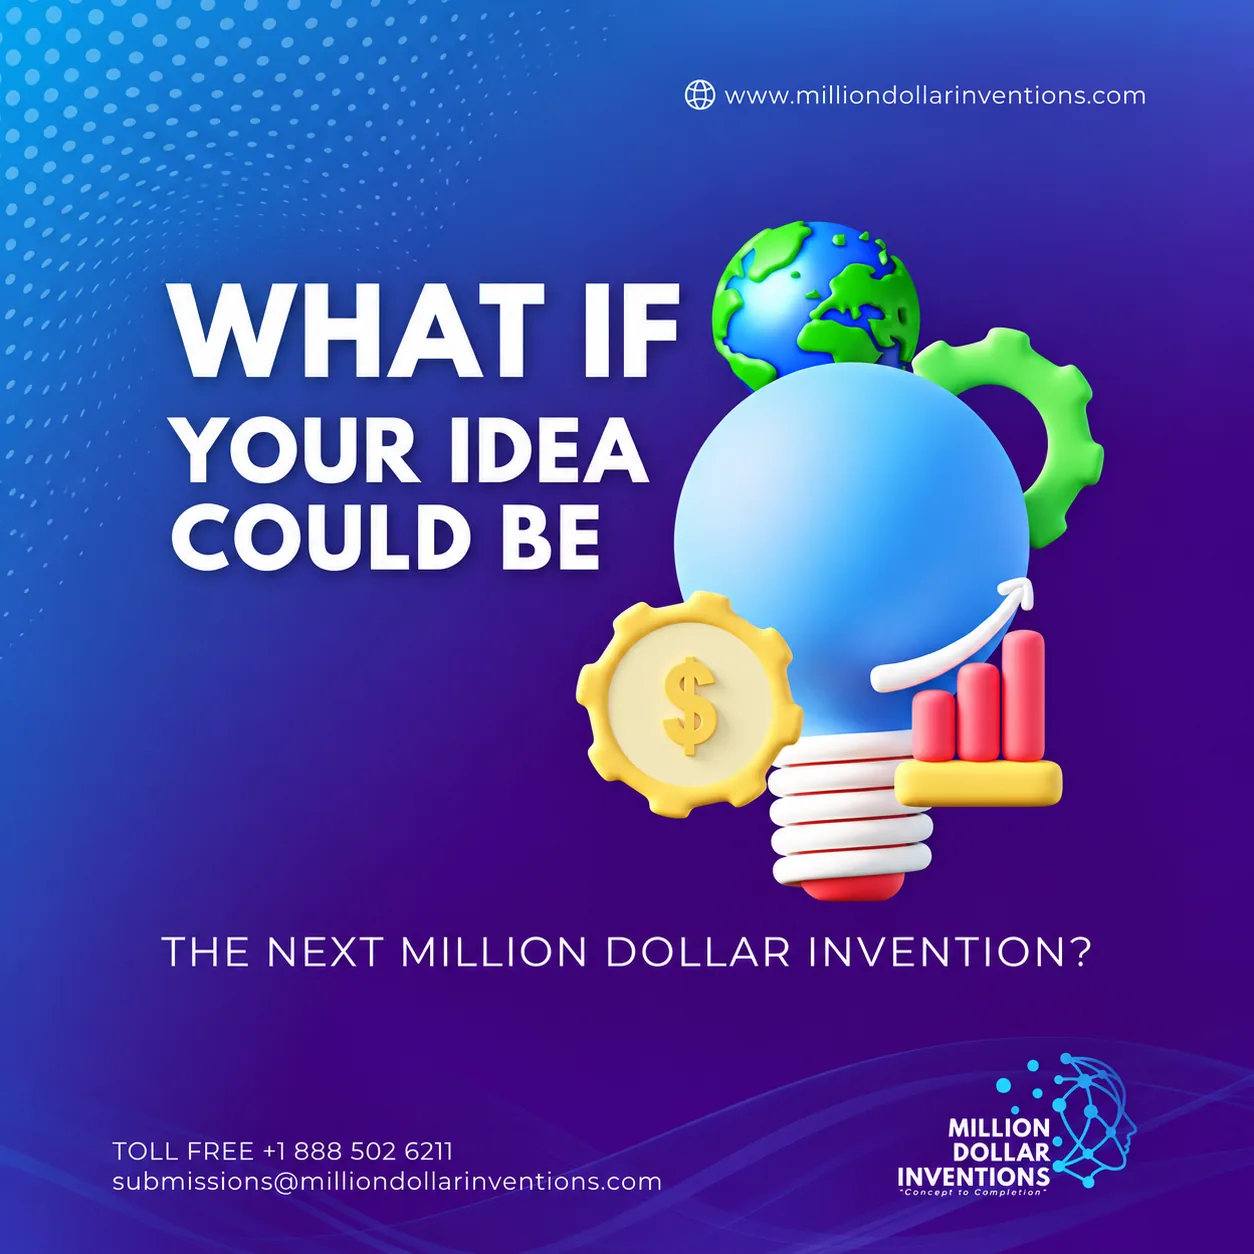 www.milliondollarinventions.com
WHAT IF
YOUR IDEA
COULD BE
$
THE NEXT MILLION DOLLAR INVENTION?
TOLL FREE +1 888 502 6211
submissions@milliondollarinventions.com
MILLION
DOLLAR
INVENTIONS
"Concept to Completion"